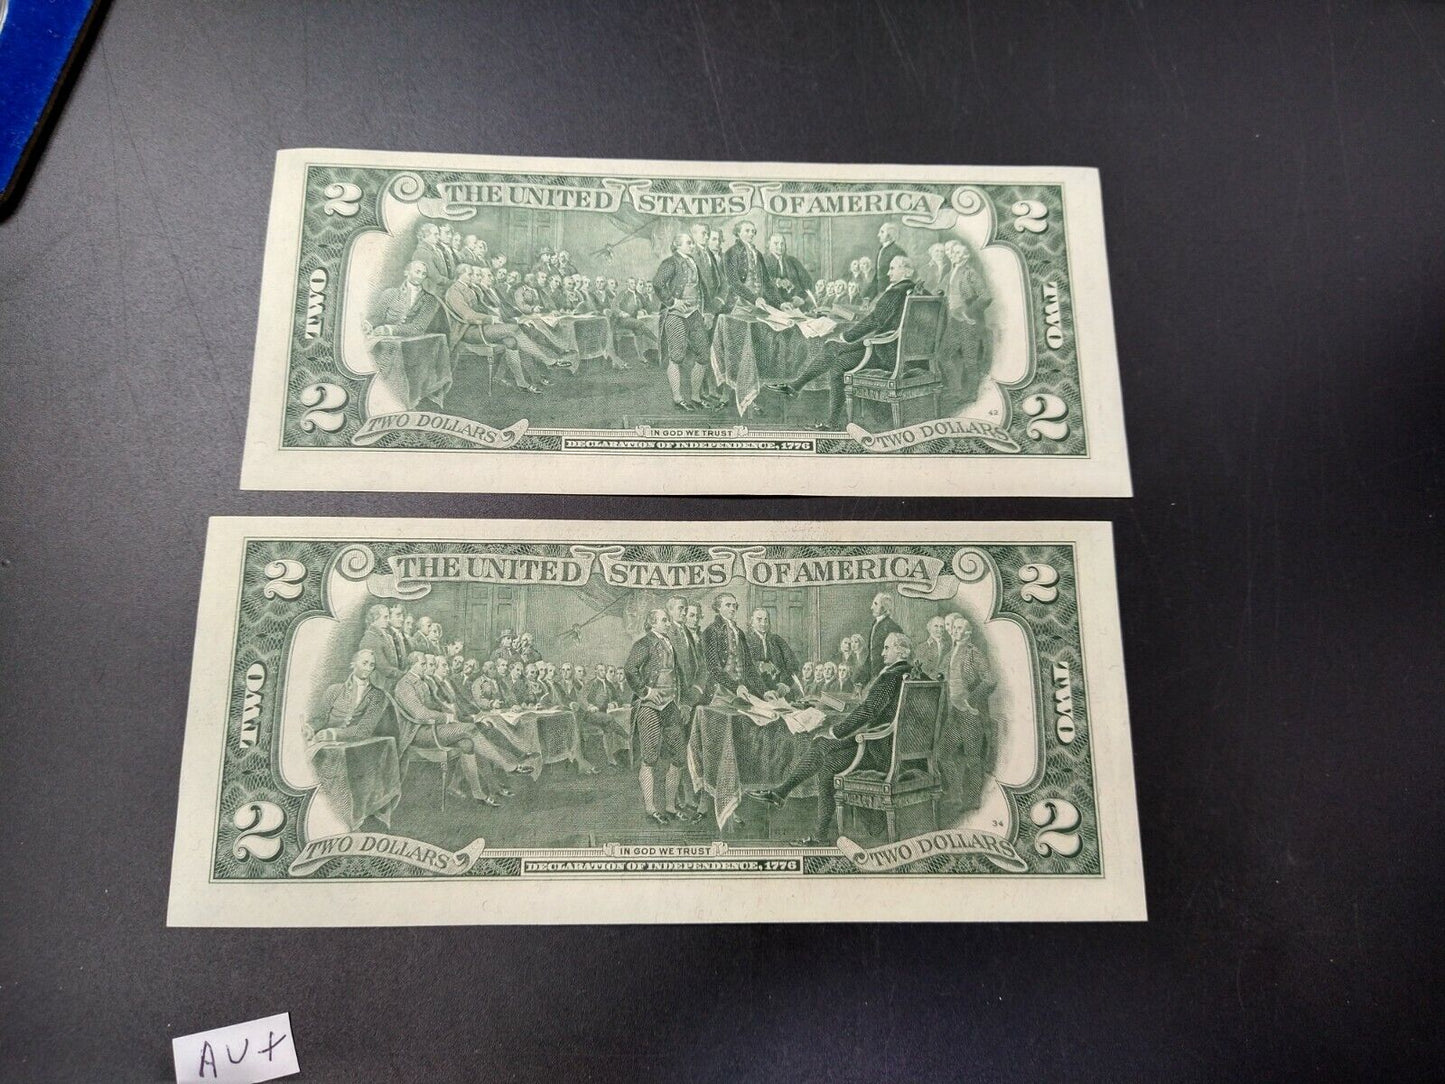 2 THE UNITED STATES OF AMERICA 2
TWO TWO
42
2 TWO DOLLARS IN GOD WE TRUST TWO DOLLARS 2
DECLARATION OF INDEPENDENCE, 1776
2 THE UNITED STATES OF AMERICA 2
TWO TWO
34
2 TWO DOLLARS IN GOD WE TRUST TWO DOLLARS 2
DECLARATION OF INDEPENDENCE, 1776
AU+